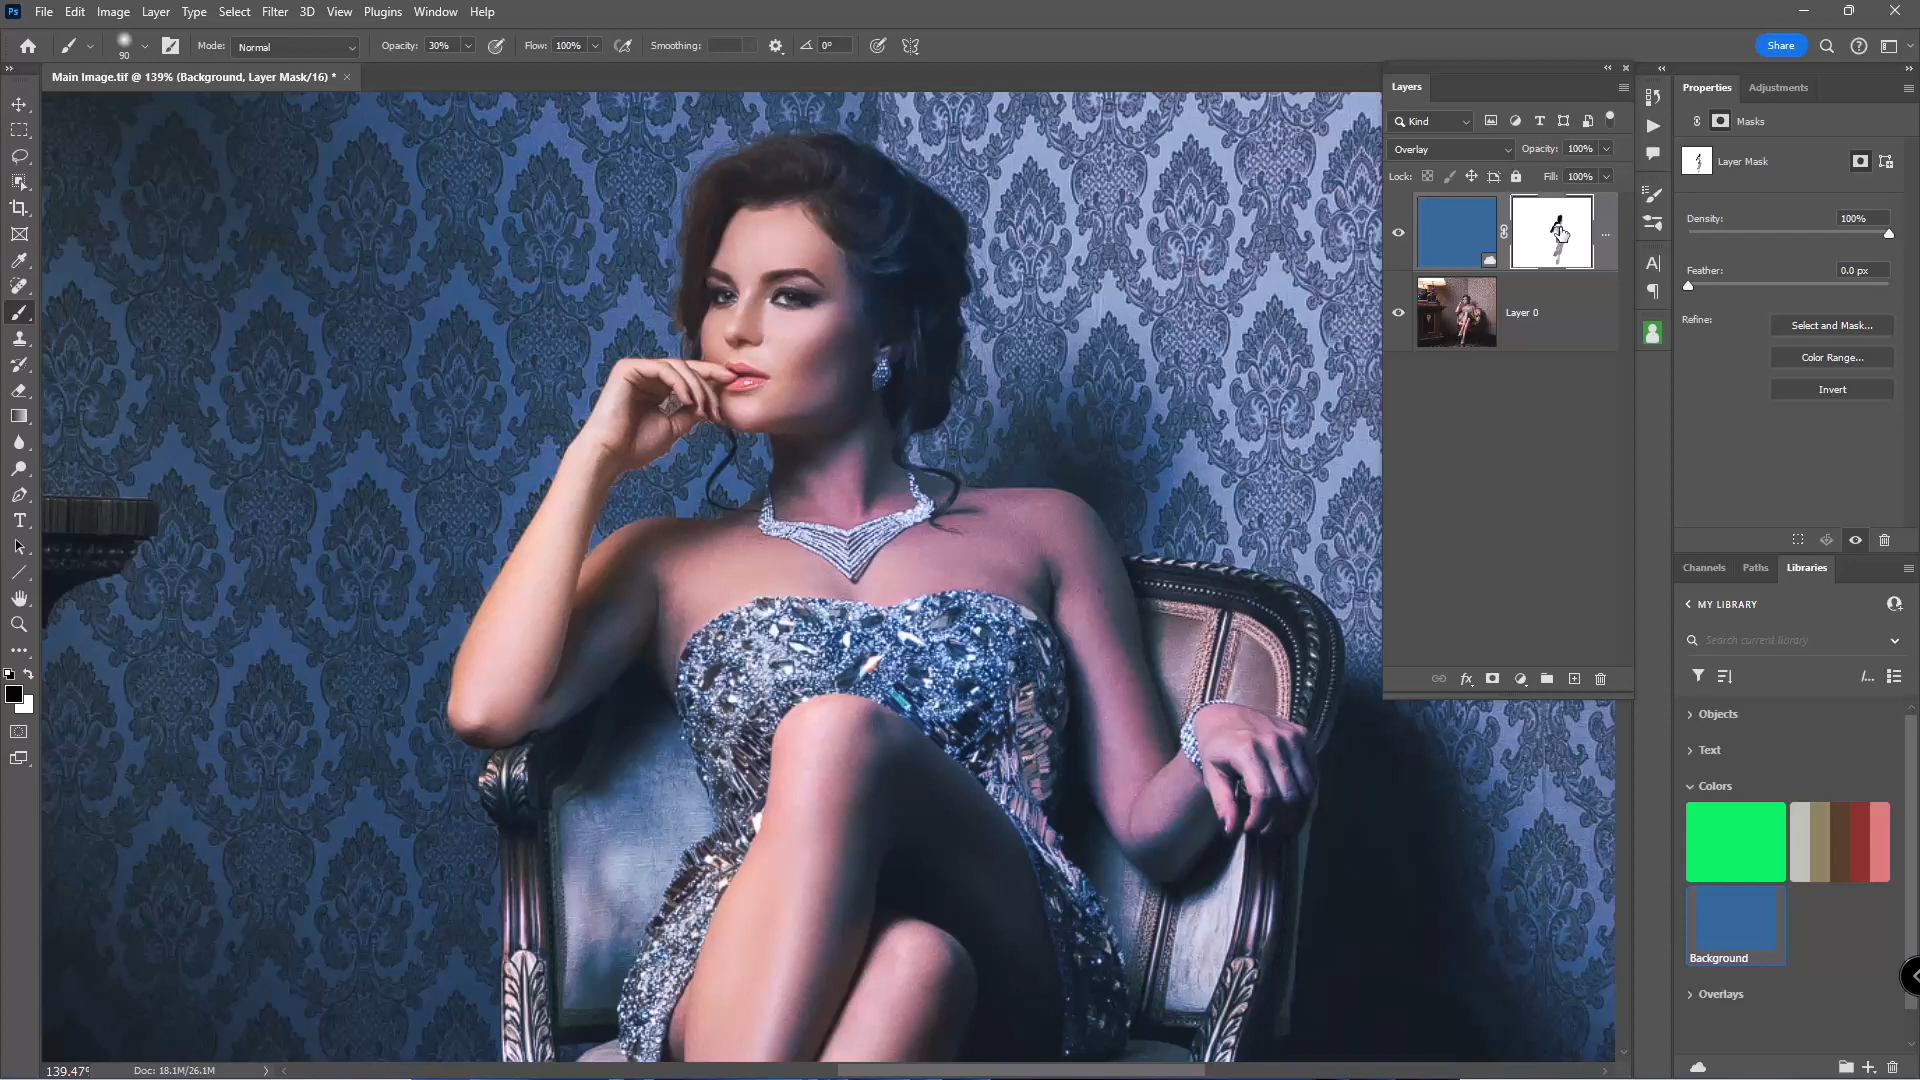 Ps File Edit Image Layer Type Select Filter 3D View Plugins Window Help
90 Mode: Normal Opacity: 30% Flow: 100% Smoothing: 0° Share
Main Image.tif @ 139% (Background, Layer Mask/16) *
Layers
Kind
Overlay Opacity: 100%
Lock: Fill: 100%
...
Layer 0
fx
Properties Adjustments
Masks
Layer Mask
Density: 100%
Feather: 0.0 px
Refine: Select and Mask...
Color Range...
Invert
Channels Paths Libraries
MY LIBRARY
Search current library
/...
Objects
Text
Colors
Background
Overlays
139.47%
Doc: 18.1M/26.1M